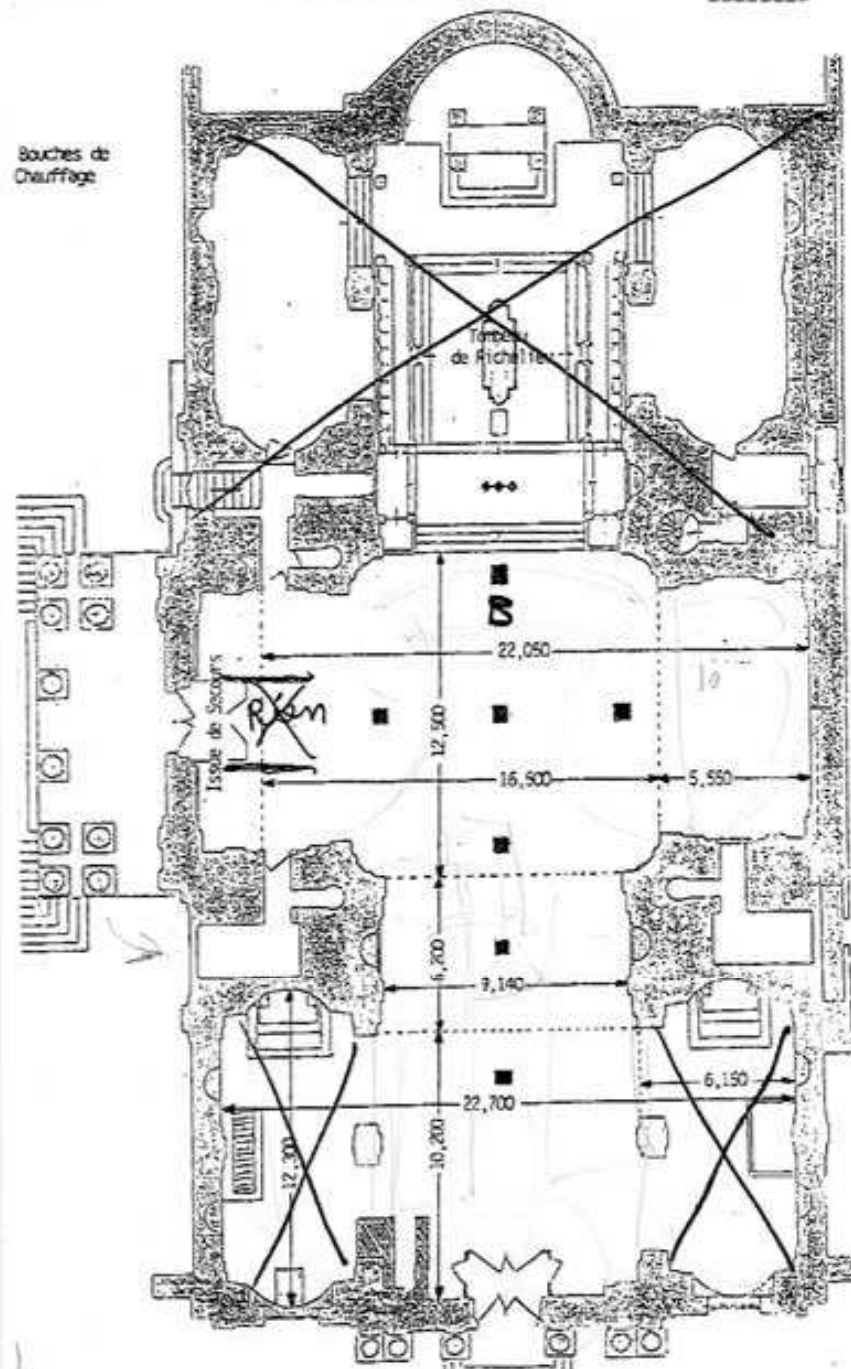 Bouches de
Chauffage
Tombeau
de Richelieu
22,050
12,500
Issue de Secours
Rien
16,500
5,550
6,200
9,140
6,150
22,700
12,300
10,200